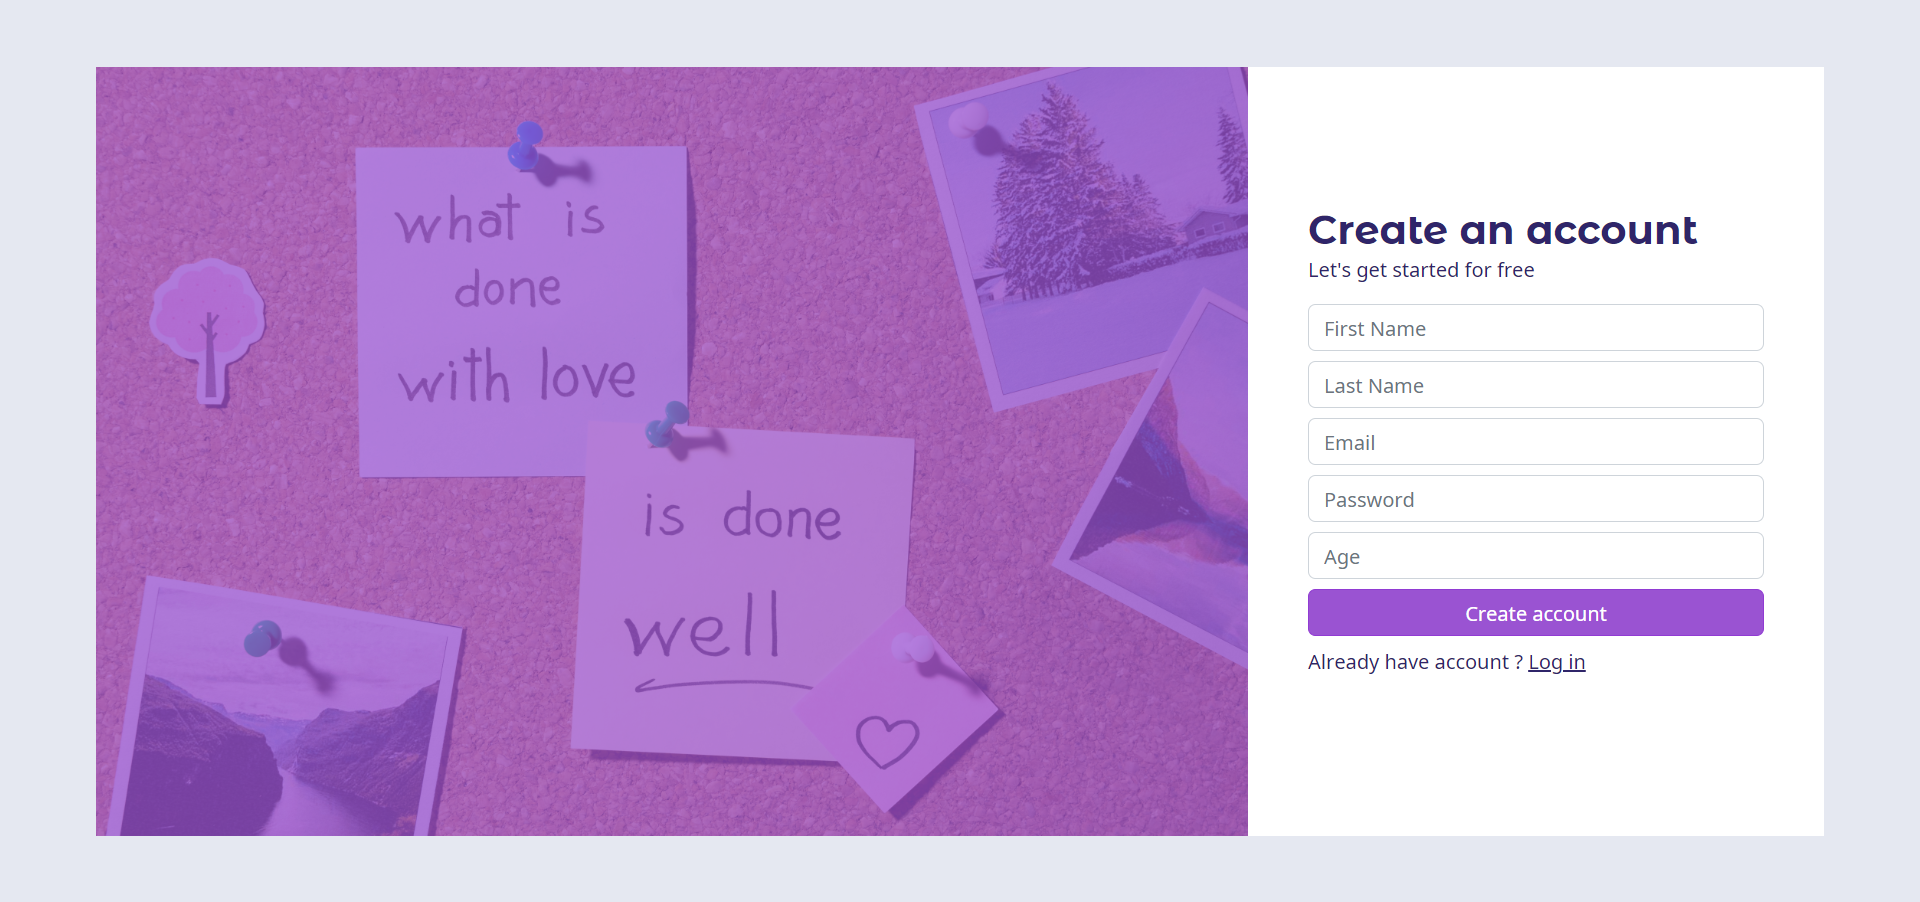 what is
done
with love
is done
well
Create an account
Let's get started for free
First Name
Last Name
Email
Password
Age
Create account
Already have account ? Log in